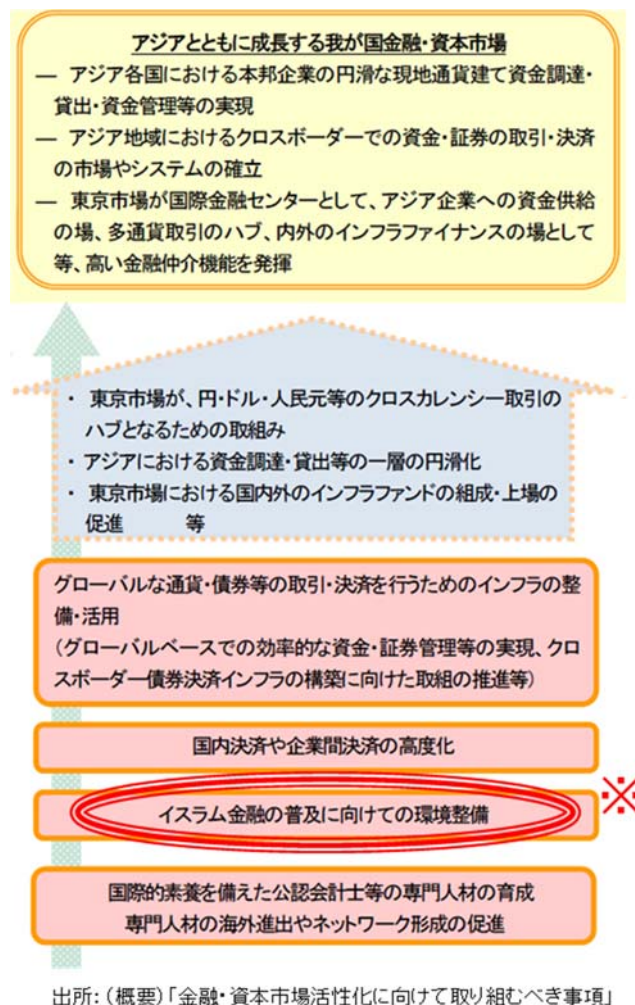 アジアとともに成長する我が国金融・資本市場
― アジア各国における本邦企業の円滑な現地通貨建て資金調達・
貸出・資金管理等の実現
― アジア地域におけるクロスボーダーでの資金・証券の取引・決済
の市場やシステムの確立
― 東京市場が国際金融センターとして、アジア企業への資金供給
の場、多通貨取引のハブ、内外のインフラファイナンスの場として
等、高い金融仲介機能を発揮
・ 東京市場が、円・ドル・人民元等のクロスカレンシー取引の
ハブとなるための取組み
・ アジアにおける資金調達・貸出等の一層の円滑化
・ 東京市場における国内外のインフラファンドの組成・上場の
促進 等
グローバルな通貨・債券等の取引・決済を行うためのインフラの整
備・活用
(グローバルベースでの効率的な資金・証券管理等の実現、クロ
スボーダー債券決済インフラの構築に向けた取組の推進等)
国内決済や企業間決済の高度化
イスラム金融の普及に向けての環境整備
※
国際的素養を備えた公認会計士等の専門人材の育成
専門人材の海外進出やネットワーク形成の促進
出所:(概要)「金融・資本市場活性化に向けて取り組むべき事項」